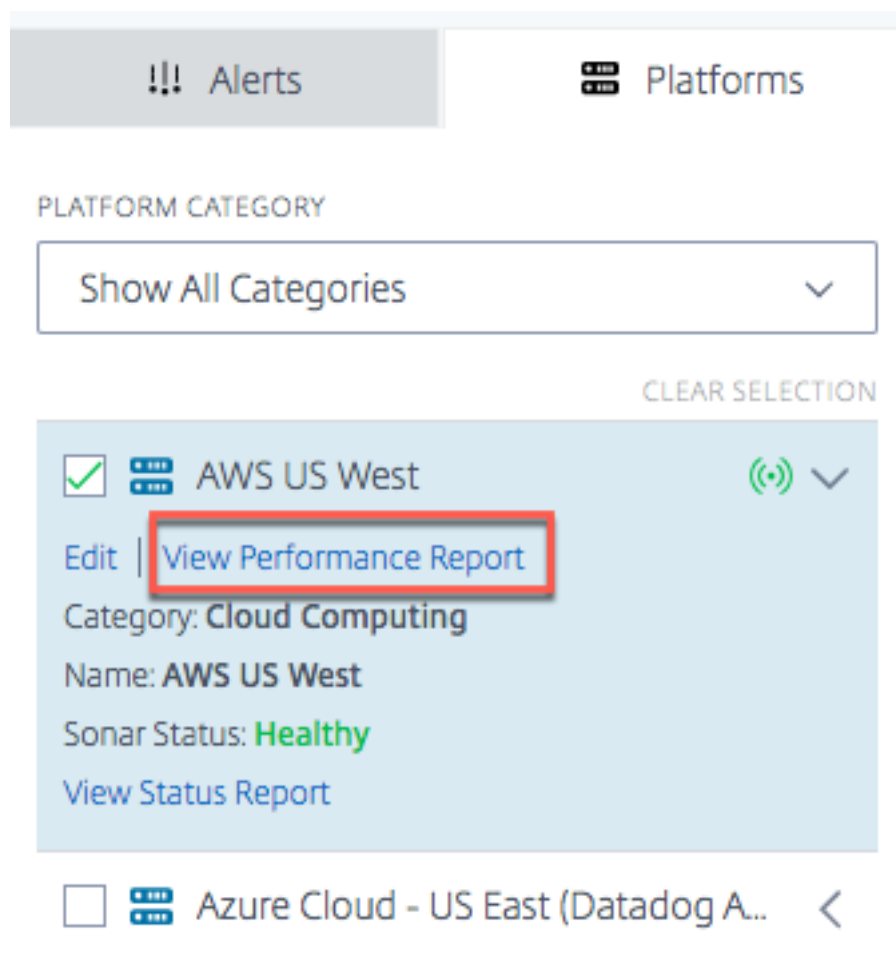 Alerts
Platforms
PLATFORM CATEGORY
Show All Categories
CLEAR SELECTION
AWS US West
Edit | View Performance Report
Category: Cloud Computing
Name: AWS US West
Sonar Status: Healthy
View Status Report
Azure Cloud - US East (Datadog A...